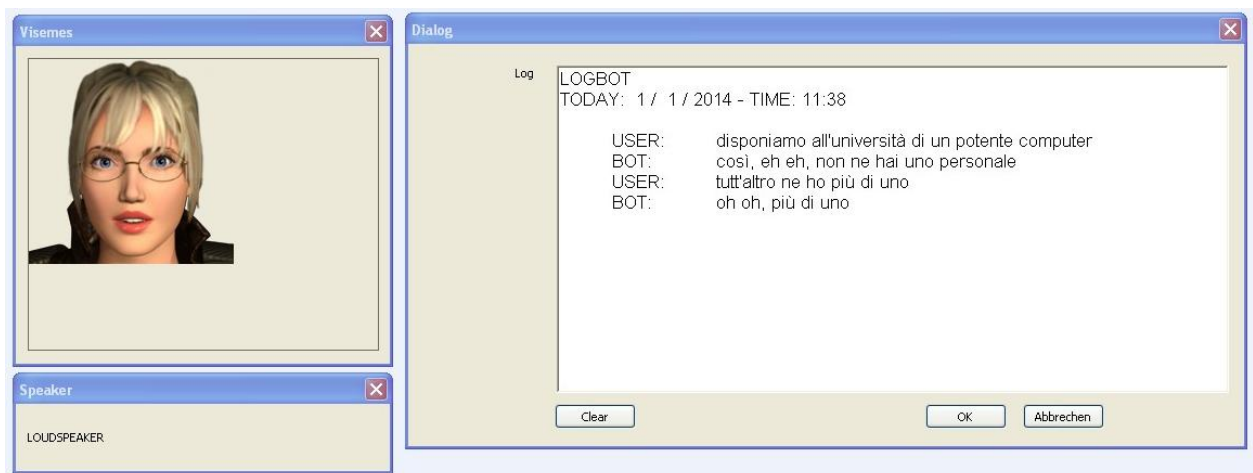 Visemes
Dialog
Log
LOGBOT
TODAY: 1 / 1 / 2014 - TIME: 11:38
USER: disponiamo all'università di un potente computer
BOT: così, eh eh, non ne hai uno personale
USER: tutt'altro ne ho più di uno
BOT: oh oh, più di uno
Clear
OK
Abbrechen
Speaker
LOUDSPEAKER